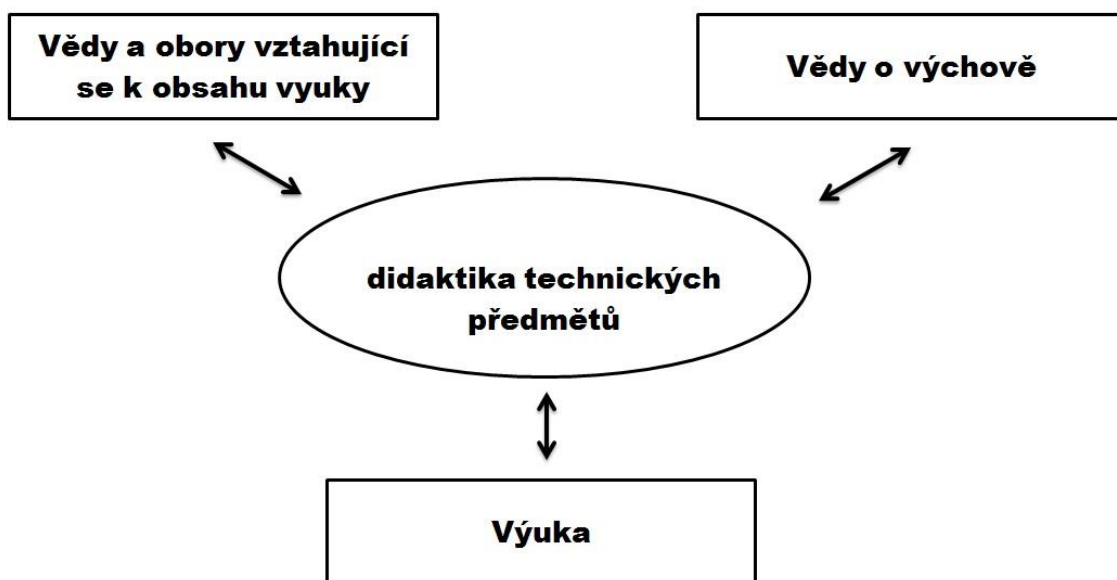 Vědy a obory vztahující
se k obsahu vyuky
Vědy o výchově
didaktika technických
předmětů
Výuka